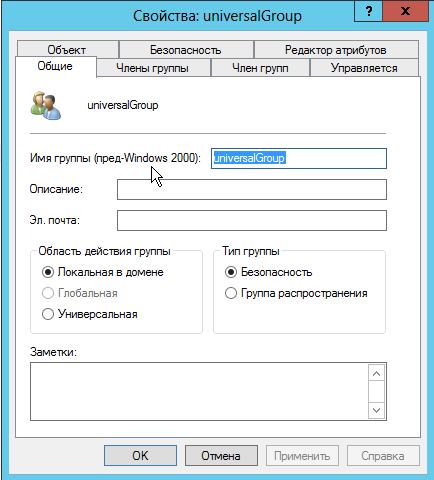 Свойства: universalGroup
? x
Объект Безопасность Редактор атрибутов
Общие Члены группы Член групп Управляется
universalGroup
Имя группы (пред-Windows 2000): universalGroup
Описание:
Эл. почта:
Область действия группы Тип группы
Локальная в домене Безопасность
Глобальная Группа распространения
Универсальная
Заметки:
OK Отмена Применить Справка